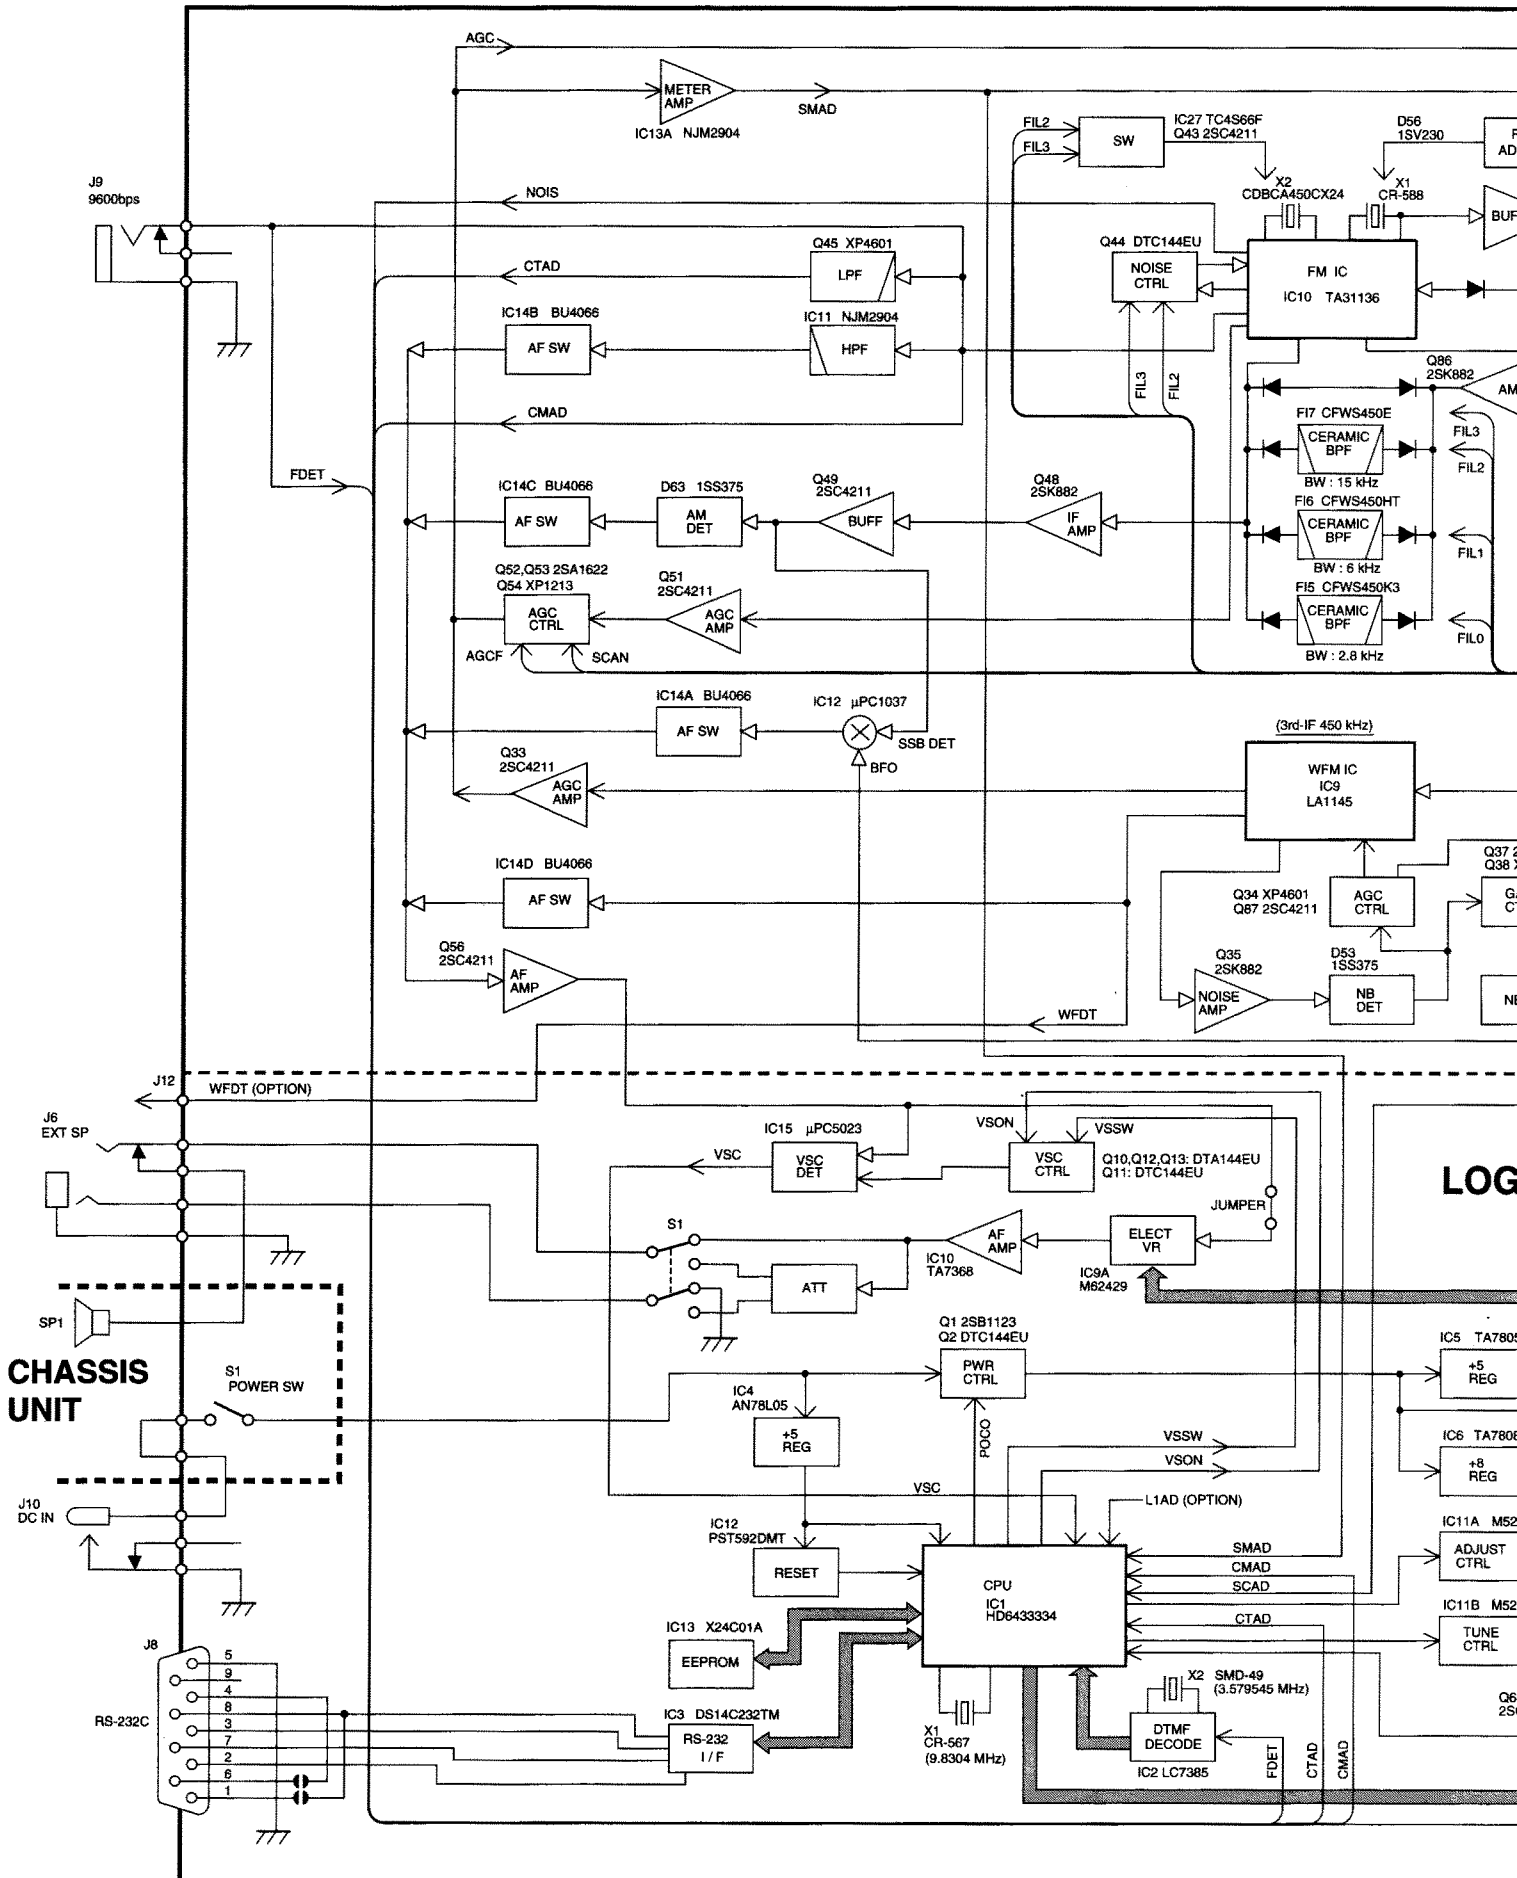 AGC
METER
AMP
SMAD
IC13A NJM2904
FIL2
FIL3
SW
IC27 TC4S66F
Q43 2SC4211
D56
1SV230
AD
X2
CDBCA450CX24
X1
CR-588
BUF
J9
9600bps
NOIS
Q45 XP4601
LPF
CTAD
Q44 DTC144EU
NOISE
CTRL
FM IC
IC10 TA31136
IC14B BU4066
AF SW
IC11 NJM2904
HPF
FIL3
FIL2
Q86
2SK882
AM
CMAD
FI7 CFWS450E
CERAMIC
BPF
BW : 15 kHz
FIL3
FIL2
FDET
IC14C BU4066
AF SW
D63 1SS375
AM
DET
Q49
2SC4211
BUFF
Q48
2SK882
IF
AMP
FI6 CFWS450HT
CERAMIC
BPF
BW : 6 kHz
FIL1
Q52,Q53 2SA1622
Q54 XP1213
AGC
CTRL
Q51
2SC4211
AGC
AMP
FI5 CFWS450K3
CERAMIC
BPF
BW : 2.8 kHz
FIL0
AGCF
SCAN
IC14A BU4066
AF SW
IC12 μPC1037
SSB DET
BFO
(3rd-IF 450 kHz)
Q33
2SC4211
AGC
AMP
WFM IC
IC9
LA1145
IC14D BU4066
AF SW
Q34 XP4601
Q87 2SC4211
AGC
CTRL
Q37 2
Q38 X
Q56
2SC4211
AF
AMP
Q35
2SK882
NOISE
AMP
D53
1SS375
NB
DET
WFDT
J12
WFDT (OPTION)
J6
EXT SP
IC15 μPC5023
VSC
DET
VSC
VSON
VSSW
VSC
CTRL
Q10,Q12,Q13: DTA144EU
Q11: DTC144EU
LOG
JUMPER
S1
AF
AMP
IC10
TA7368
ELECT
VR
IC9A
M62429
ATT
SP1
CHASSIS
UNIT
S1
POWER SW
Q1 2SB1123
Q2 DTC144EU
PWR
CTRL
IC5 TA7805
+5
REG
IC4
AN78L05
+5
REG
POCO
VSSW
VSON
IC6 TA7808
+8
REG
VSC
L1AD (OPTION)
J10
DC IN
IC12
PST592DMT
RESET
CPU
IC1
HD6433334
SMAD
CMAD
SCAD
CTAD
IC11A M52
ADJUST
CTRL
IC11B M52
TUNE
CTRL
IC13 X24C01A
EEPROM
J8
RS-232C
5
9
4
8
3
7
2
6
1
IC3 DS14C232TM
RS-232
I / F
X1
CR-567
(9.8304 MHz)
X2 SMD-49
(3.579545 MHz)
DTMF
DECODE
IC2 LC7385
FDET
CTAD
CMAD
Q6